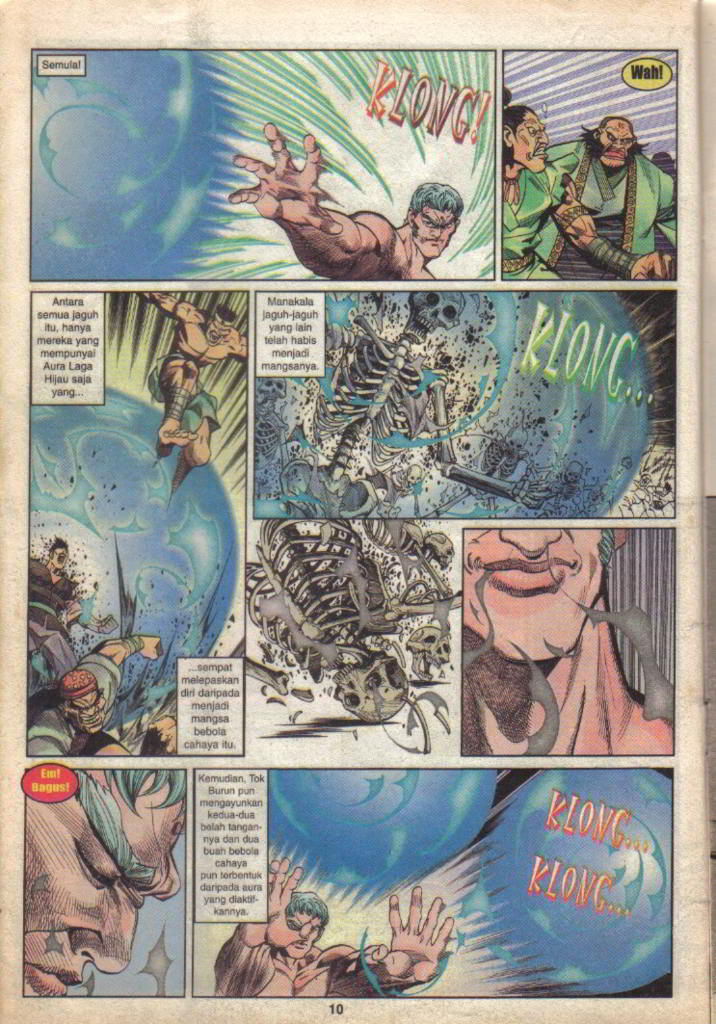 Semula!
KLONG!
Wah!
Antara
semua jaguh
itu, hanya
mereka yang
mempunyai
Aura Laga
Hijau saja
yang...
Manakala
jaguh-jaguh
yang lain
telah habis
menjadi
mangsanya.
KLONG...
...sempat
melepaskan
diri daripada
menjadi
mangsa
bebola
cahaya itu.
Em!
Bagus!
Kemudian, Tok
Burun pun
mengayunkan
kedua-dua
belah tangan-
nya dan dua
buah bebola
cahaya
pun terbentuk
daripada aura
yang diaktif-
kannya.
KLONG...
KLONG...
10